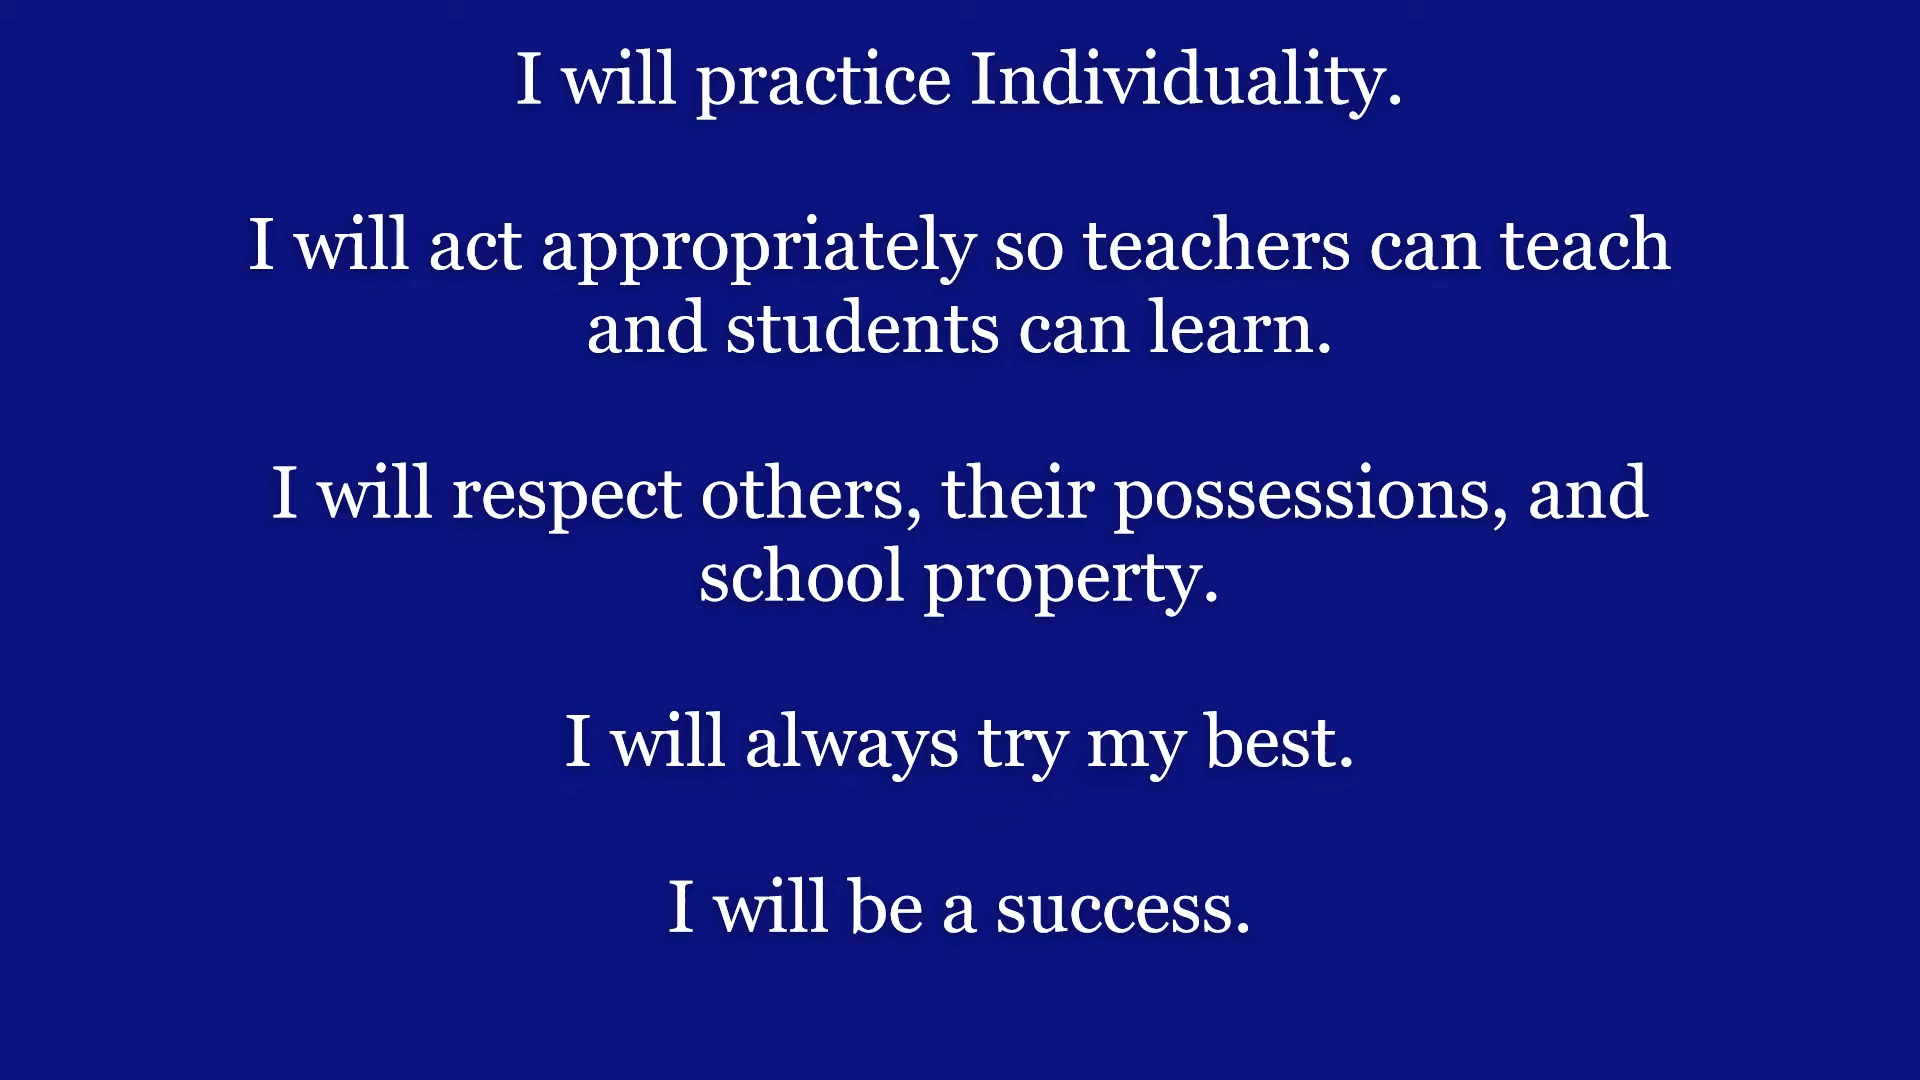 I will practice Individuality.
I will act appropriately so teachers can teach
and students can learn.
I will respect others, their possessions, and
school property.
I will always try my best.
I will be a success.